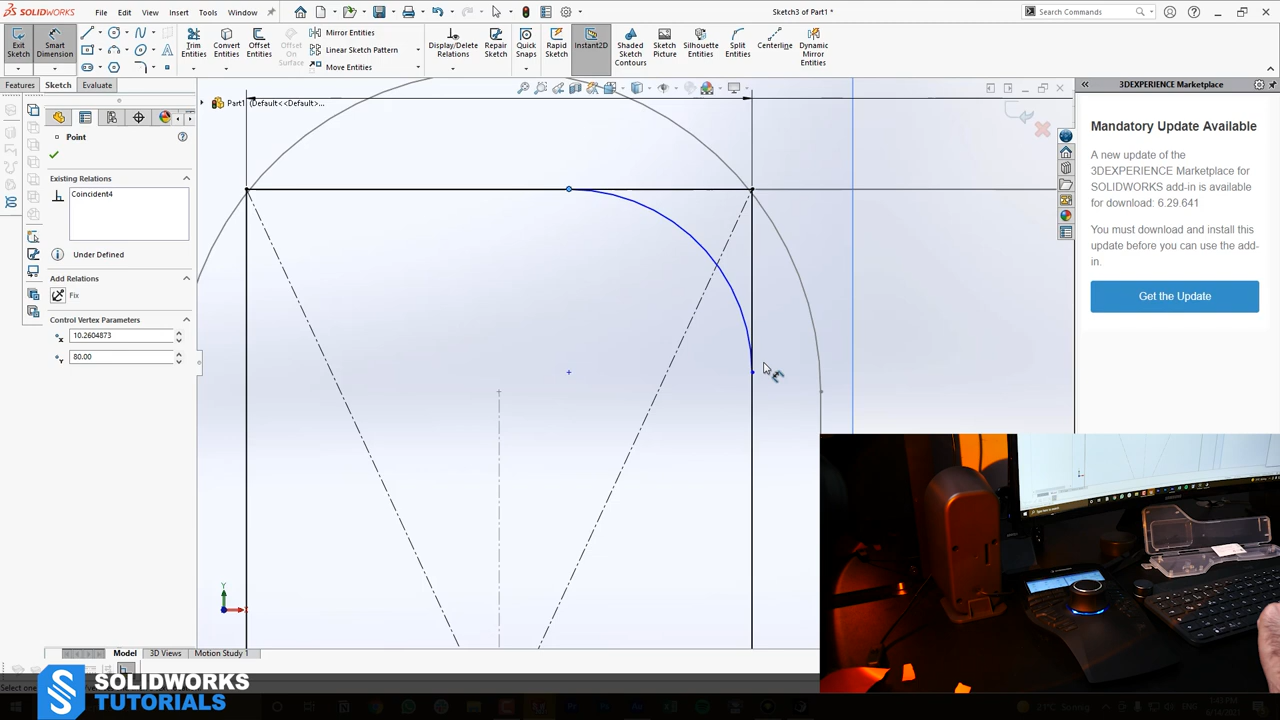 SOLIDWORKS
File
Edit
View
Insert
Tools
Window
Sketch3 of Part1 *
Search Commands
Exit
Sketch
Smart
Dimension
Trim
Entities
Convert
Entities
Offset
Entities
Offset
On
Surface
Mirror Entities
Linear Sketch Pattern
Move Entities
Display/Delete
Relations
Repair
Sketch
Quick
Snaps
Rapid
Sketch
Instant2D
Shaded
Sketch
Contours
Sketch
Picture
Silhouette
Entities
Split
Entities
Centerline
Dynamic
Mirror
Entities
Features
Sketch
Evaluate
Part1 (Default<<Default>...
3DEXPERIENCE Marketplace
Point
Existing Relations
Coincident4
Under Defined
Add Relations
Fix
Control Vertex Parameters
10.2604873
80.00
Mandatory Update Available
A new update of the
3DEXPERIENCE Marketplace for
SOLIDWORKS add-in is available
for download: 6.29.641
You must download and install this
update before you can use the add-
in.
Get the Update
Y
Model
3D Views
Motion Study 1
SOLIDWORKS
TUTORIALS